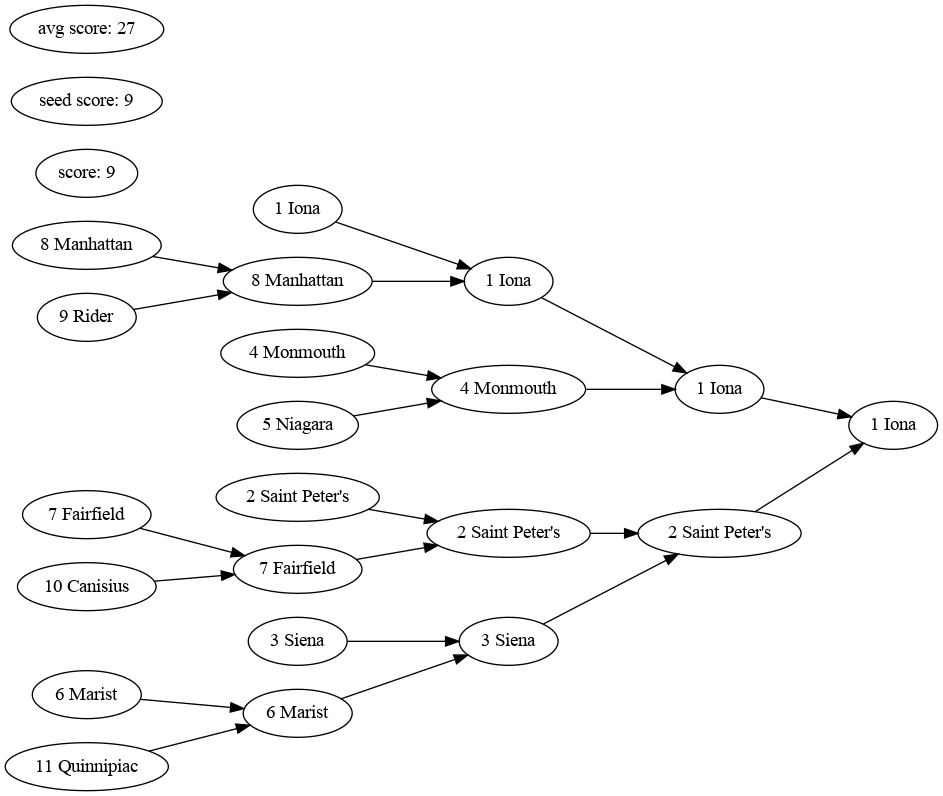 avg score: 27
seed score: 9
score: 9
1 Iona
8 Manhattan
8 Manhattan
1 Iona
9 Rider
4 Monmouth
4 Monmouth
1 Iona
5 Niagara
1 Iona
2 Saint Peter's
7 Fairfield
2 Saint Peter's
2 Saint Peter's
10 Canisius
7 Fairfield
3 Siena
3 Siena
6 Marist
6 Marist
11 Quinnipiac